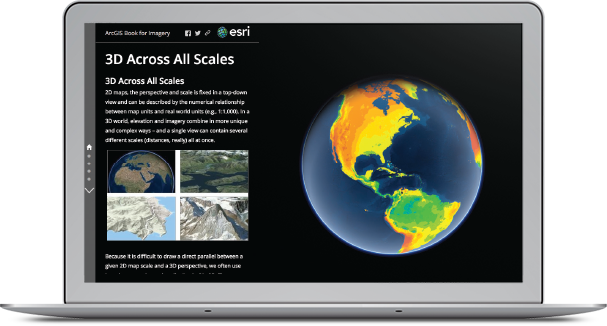 ArcGIS Book for Imagery
esri
3D Across All Scales
3D Across All Scales
2D maps, the perspective and scale is fixed in a top-down
view and can be described by the numerical relationship
between map units and real world units (e.g., 1:1,000). In a
3D world, elevation and imagery combine in more unique
and complex ways – and a single view can contain several
different scales (distances, really) all at once.
Because it is difficult to draw a direct parallel between a
given 2D map scale and a 3D perspective, we often use